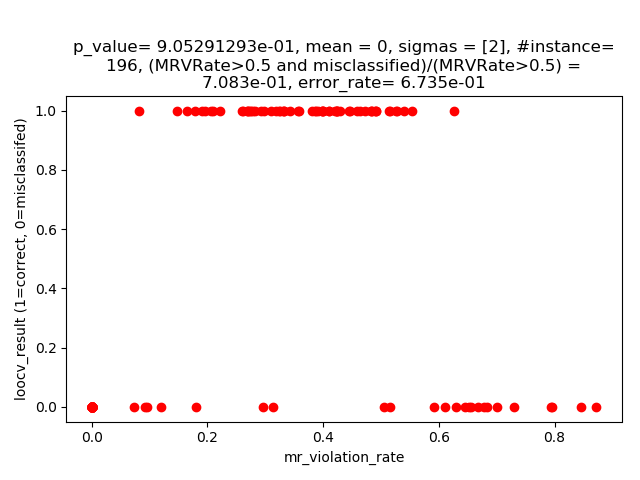 p_value= 9.05291293e-01, mean = 0, sigmas = [2], #instance=
196, (MRVRate>0.5 and misclassified)/(MRVRate>0.5) =
7.083e-01, error_rate= 6.735e-01
loocv_result (1=correct, 0=misclassifed)
1.0
0.8
0.6
0.4
0.2
0.0
0.0 0.2 0.4 0.6 0.8
mr_violation_rate